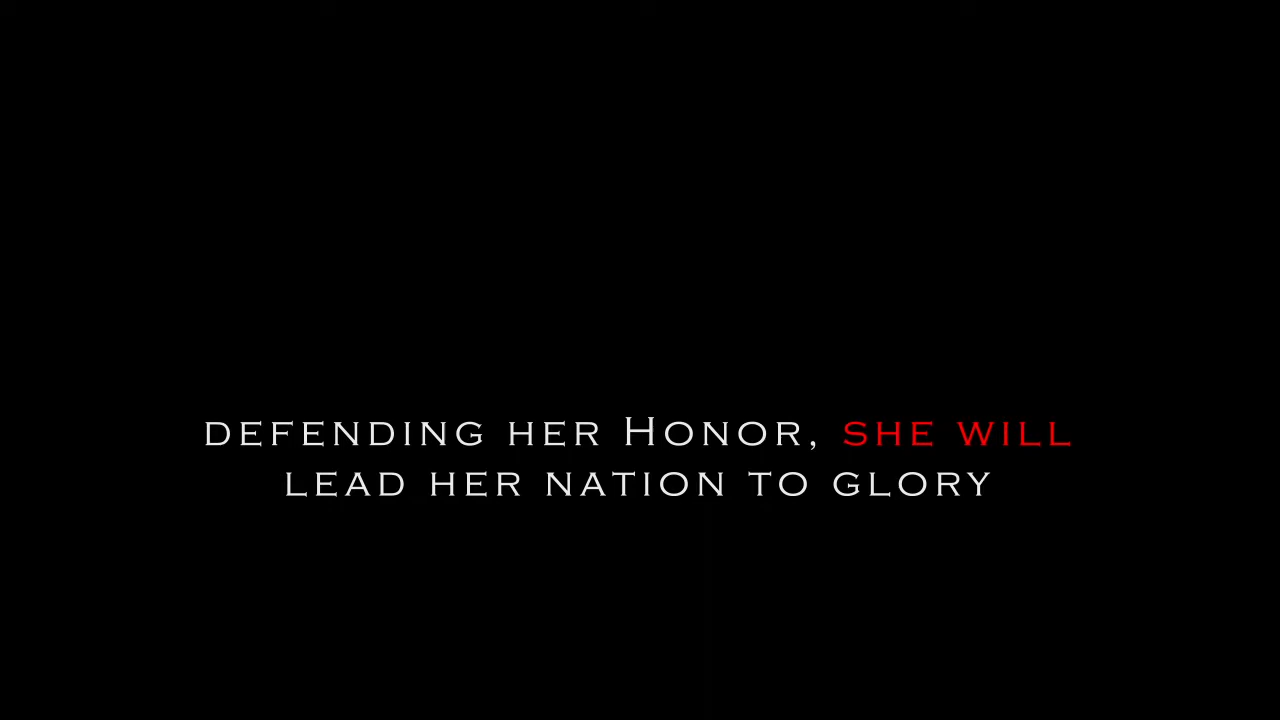 DEFENDING HER HONOR, SHE WILL
LEAD HER NATION TO GLORY